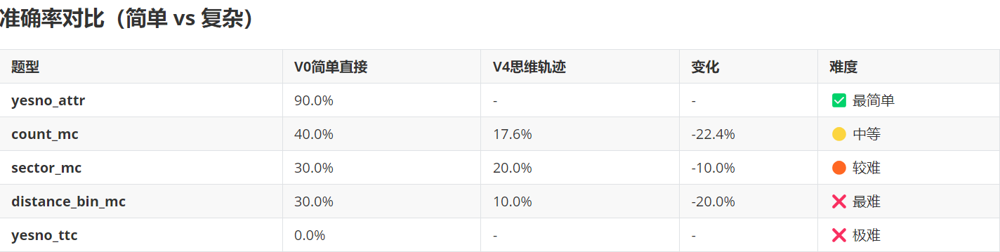 准确率对比（简单 vs 复杂）
题型 V0简单直接 V4思维轨迹 变化 难度
yesno_attr 90.0% - - ✅ 最简单
count_mc 40.0% 17.6% -22.4% 🟡 中等
sector_mc 30.0% 20.0% -10.0% 🟠 较难
distance_bin_mc 30.0% 10.0% -20.0% ❌ 最难
yesno_ttc 0.0% - - ❌ 极难